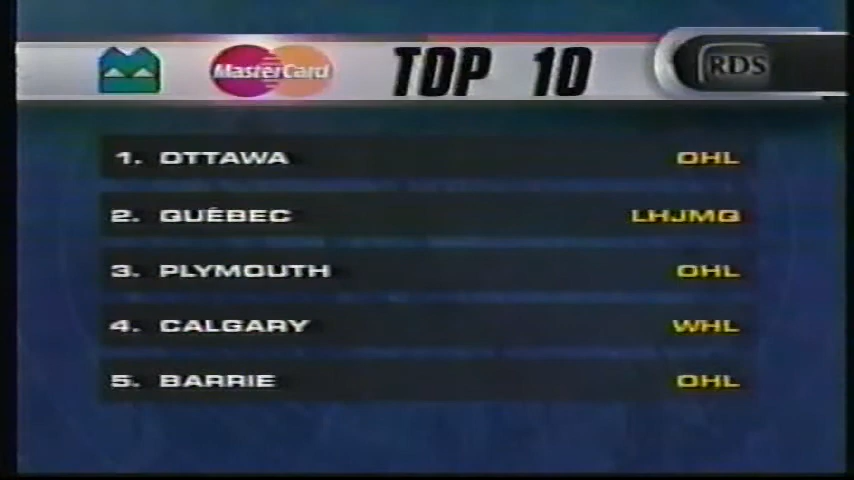 MasterCard TOP 10 RDS
1. OTTAWA OHL
2. QUÉBEC LHJMQ
3. PLYMOUTH OHL
4. CALGARY WHL
5. BARRIE OHL